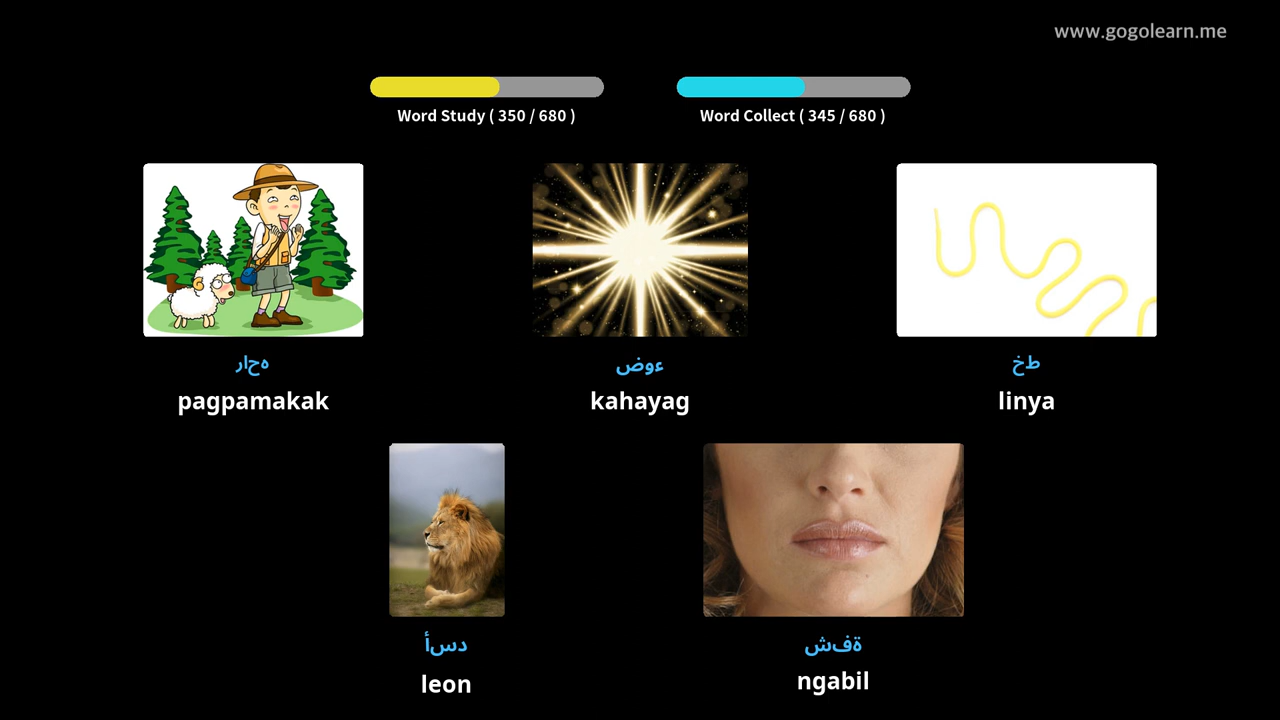 www.gogolearn.me
Word Study ( 350 / 680 )
Word Collect ( 345 / 680 )
هحار
pagpamakak
ءوض
kahayag
طخ
linya
دسأ
leon
ةفش
ngabil